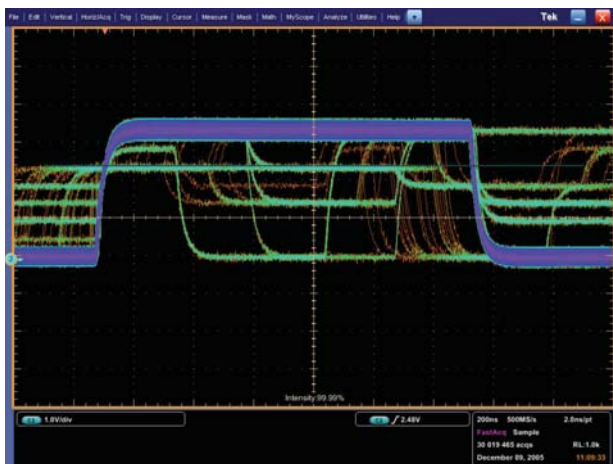 File | Edit | Vertical | Horiz/Acq | Trig | Display | Cursor | Measure | Mask | Math | MyScope | Analyze | Utilities | Help
Tek
Intensity:99.99%
1.0V/div
2.48V
200ns 500MS/s 2.0ns/pt
FastAcq Sample
30 019 465 acqs RL:1.0k
December 09, 2005 11:09:33